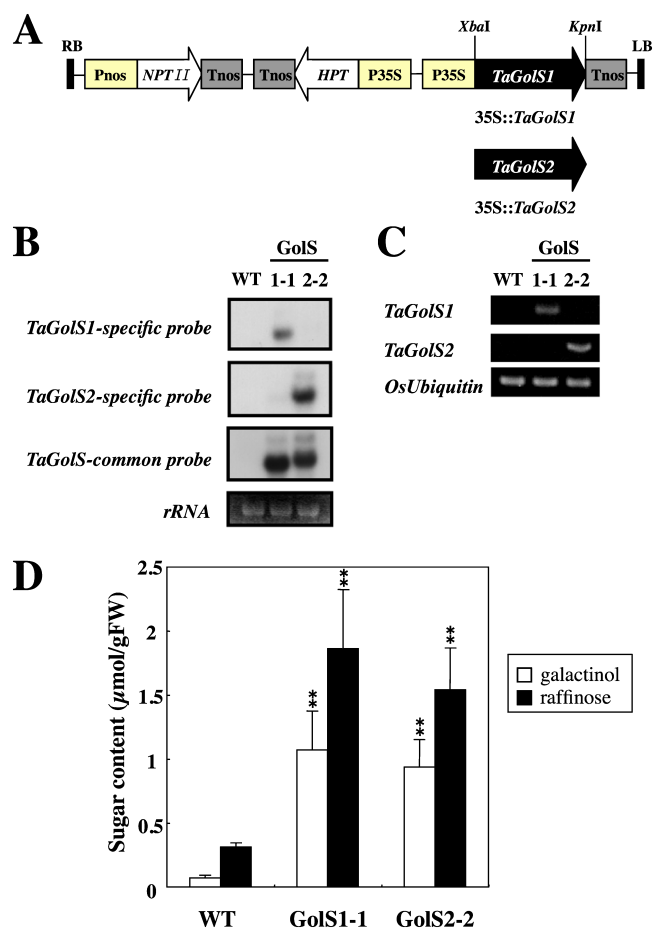 A
XbaI KpnI
RB LB
Pnos NPTII Tnos Tnos HPT P35S P35S TaGolS1 Tnos
35S::TaGolS1
TaGolS2
35S::TaGolS2
B
GolS
WT 1-1 2-2
TaGolS1-specific probe
TaGolS2-specific probe
TaGolS-common probe
rRNA
C
GolS
WT 1-1 2-2
TaGolS1
TaGolS2
OsUbiquitin
D
Sugar content (µmol/gFW)
2.5
2
1.5
1
0.5
0
**
**
**
**
WT GolS1-1 GolS2-2
galactinol
raffinose